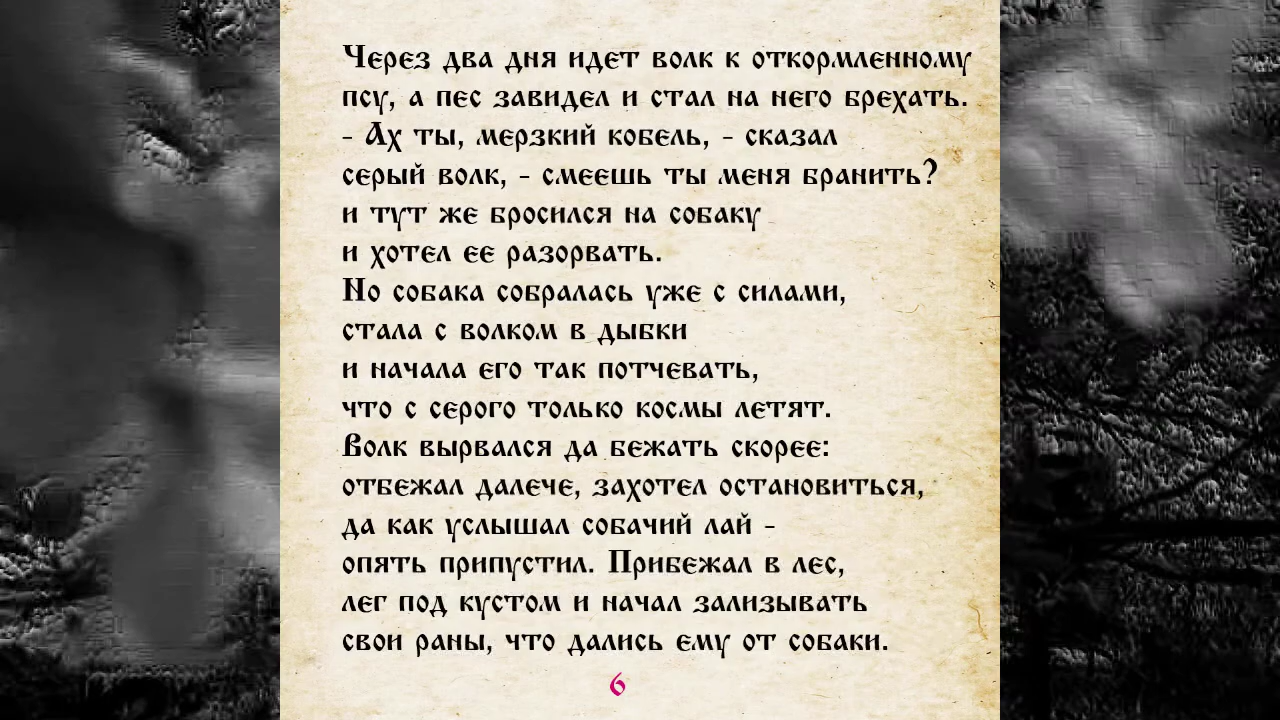 Через два дня идет волк к откормленному
псу, а пес завидел и стал на него брехать.
- Ах ты, мерзкий кобель, - сказал
серый волк, - смеешь ты меня бранить?
и тут же бросился на собаку
и хотел ее разорвать.
Но собака собралась уже с силами,
стала с волком в дыбки
и начала его так потчевать,
что с серого только космы летят.
Волк вырвался да бежать скорее:
отбежал далече, захотел остановиться,
да как услышал собачий лай -
опять припустил. Прибежал в лес,
лег под кустом и начал зализывать
свои раны, что дались ему от собаки.
6